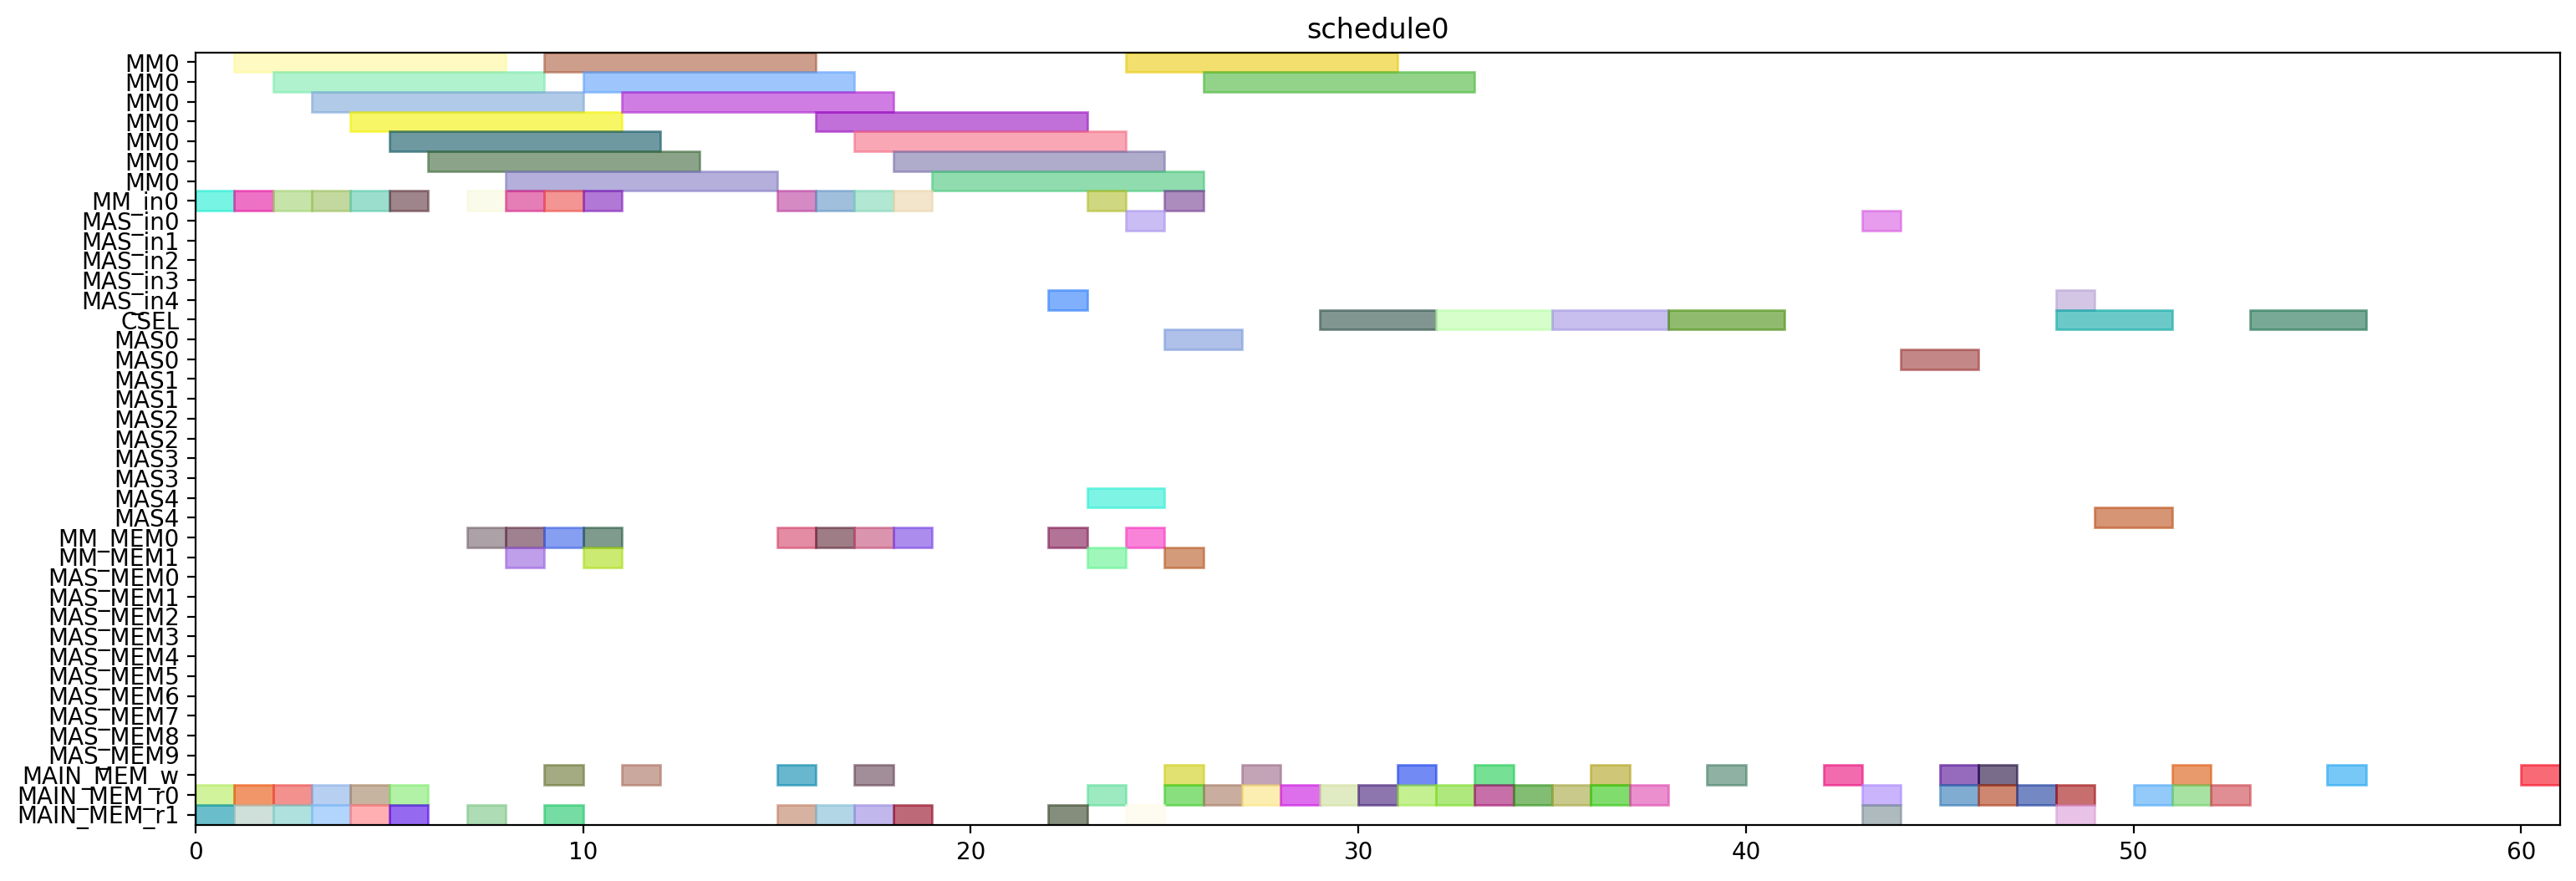 schedule0
MM0
MM0
MM0
MM0
MM0
MM0
MM0
MM_in0
MAS_in0
MAS_in1
MAS_in2
MAS_in3
MAS_in4
CSEL
MAS0
MAS0
MAS1
MAS1
MAS2
MAS2
MAS3
MAS3
MAS4
MAS4
MM_MEM0
MM_MEM1
MAS_MEM0
MAS_MEM1
MAS_MEM2
MAS_MEM3
MAS_MEM4
MAS_MEM5
MAS_MEM6
MAS_MEM7
MAS_MEM8
MAS_MEM9
MAIN_MEM_w
MAIN_MEM_r0
MAIN_MEM_r1
0 10 20 30 40 50 60